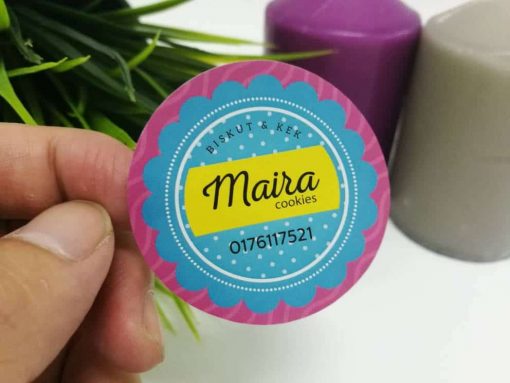 BISKUT & KEK
Maira
cookies
0176117521